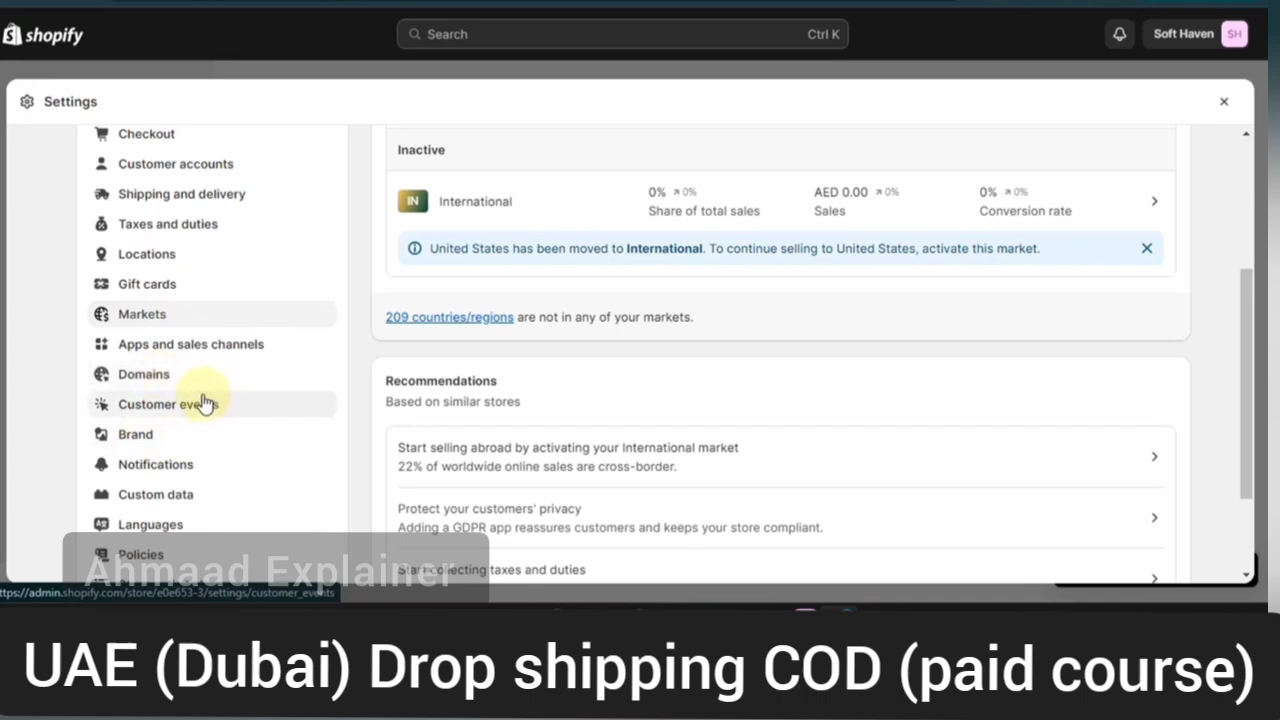 shopify
Search Ctrl K
Soft Haven SH
Settings
Checkout
Customer accounts
Shipping and delivery
Taxes and duties
Locations
Gift cards
Markets
Apps and sales channels
Domains
Customer events
Brand
Notifications
Custom data
Languages
Policies
Inactive
IN International
0% 0%
Share of total sales
AED 0.00 0%
Sales
0% 0%
Conversion rate
United States has been moved to International. To continue selling to United States, activate this market.
209 countries/regions are not in any of your markets.
Recommendations
Based on similar stores
Start selling abroad by activating your International market
22% of worldwide online sales are cross-border.
Protect your customers' privacy
Adding a GDPR app reassures customers and keeps your store compliant.
Start collecting taxes and duties
Ahmaad Explainer
ttps://admin.shopify.com/store/e0e653-3/settings/customer_events
UAE (Dubai) Drop shipping COD (paid course)